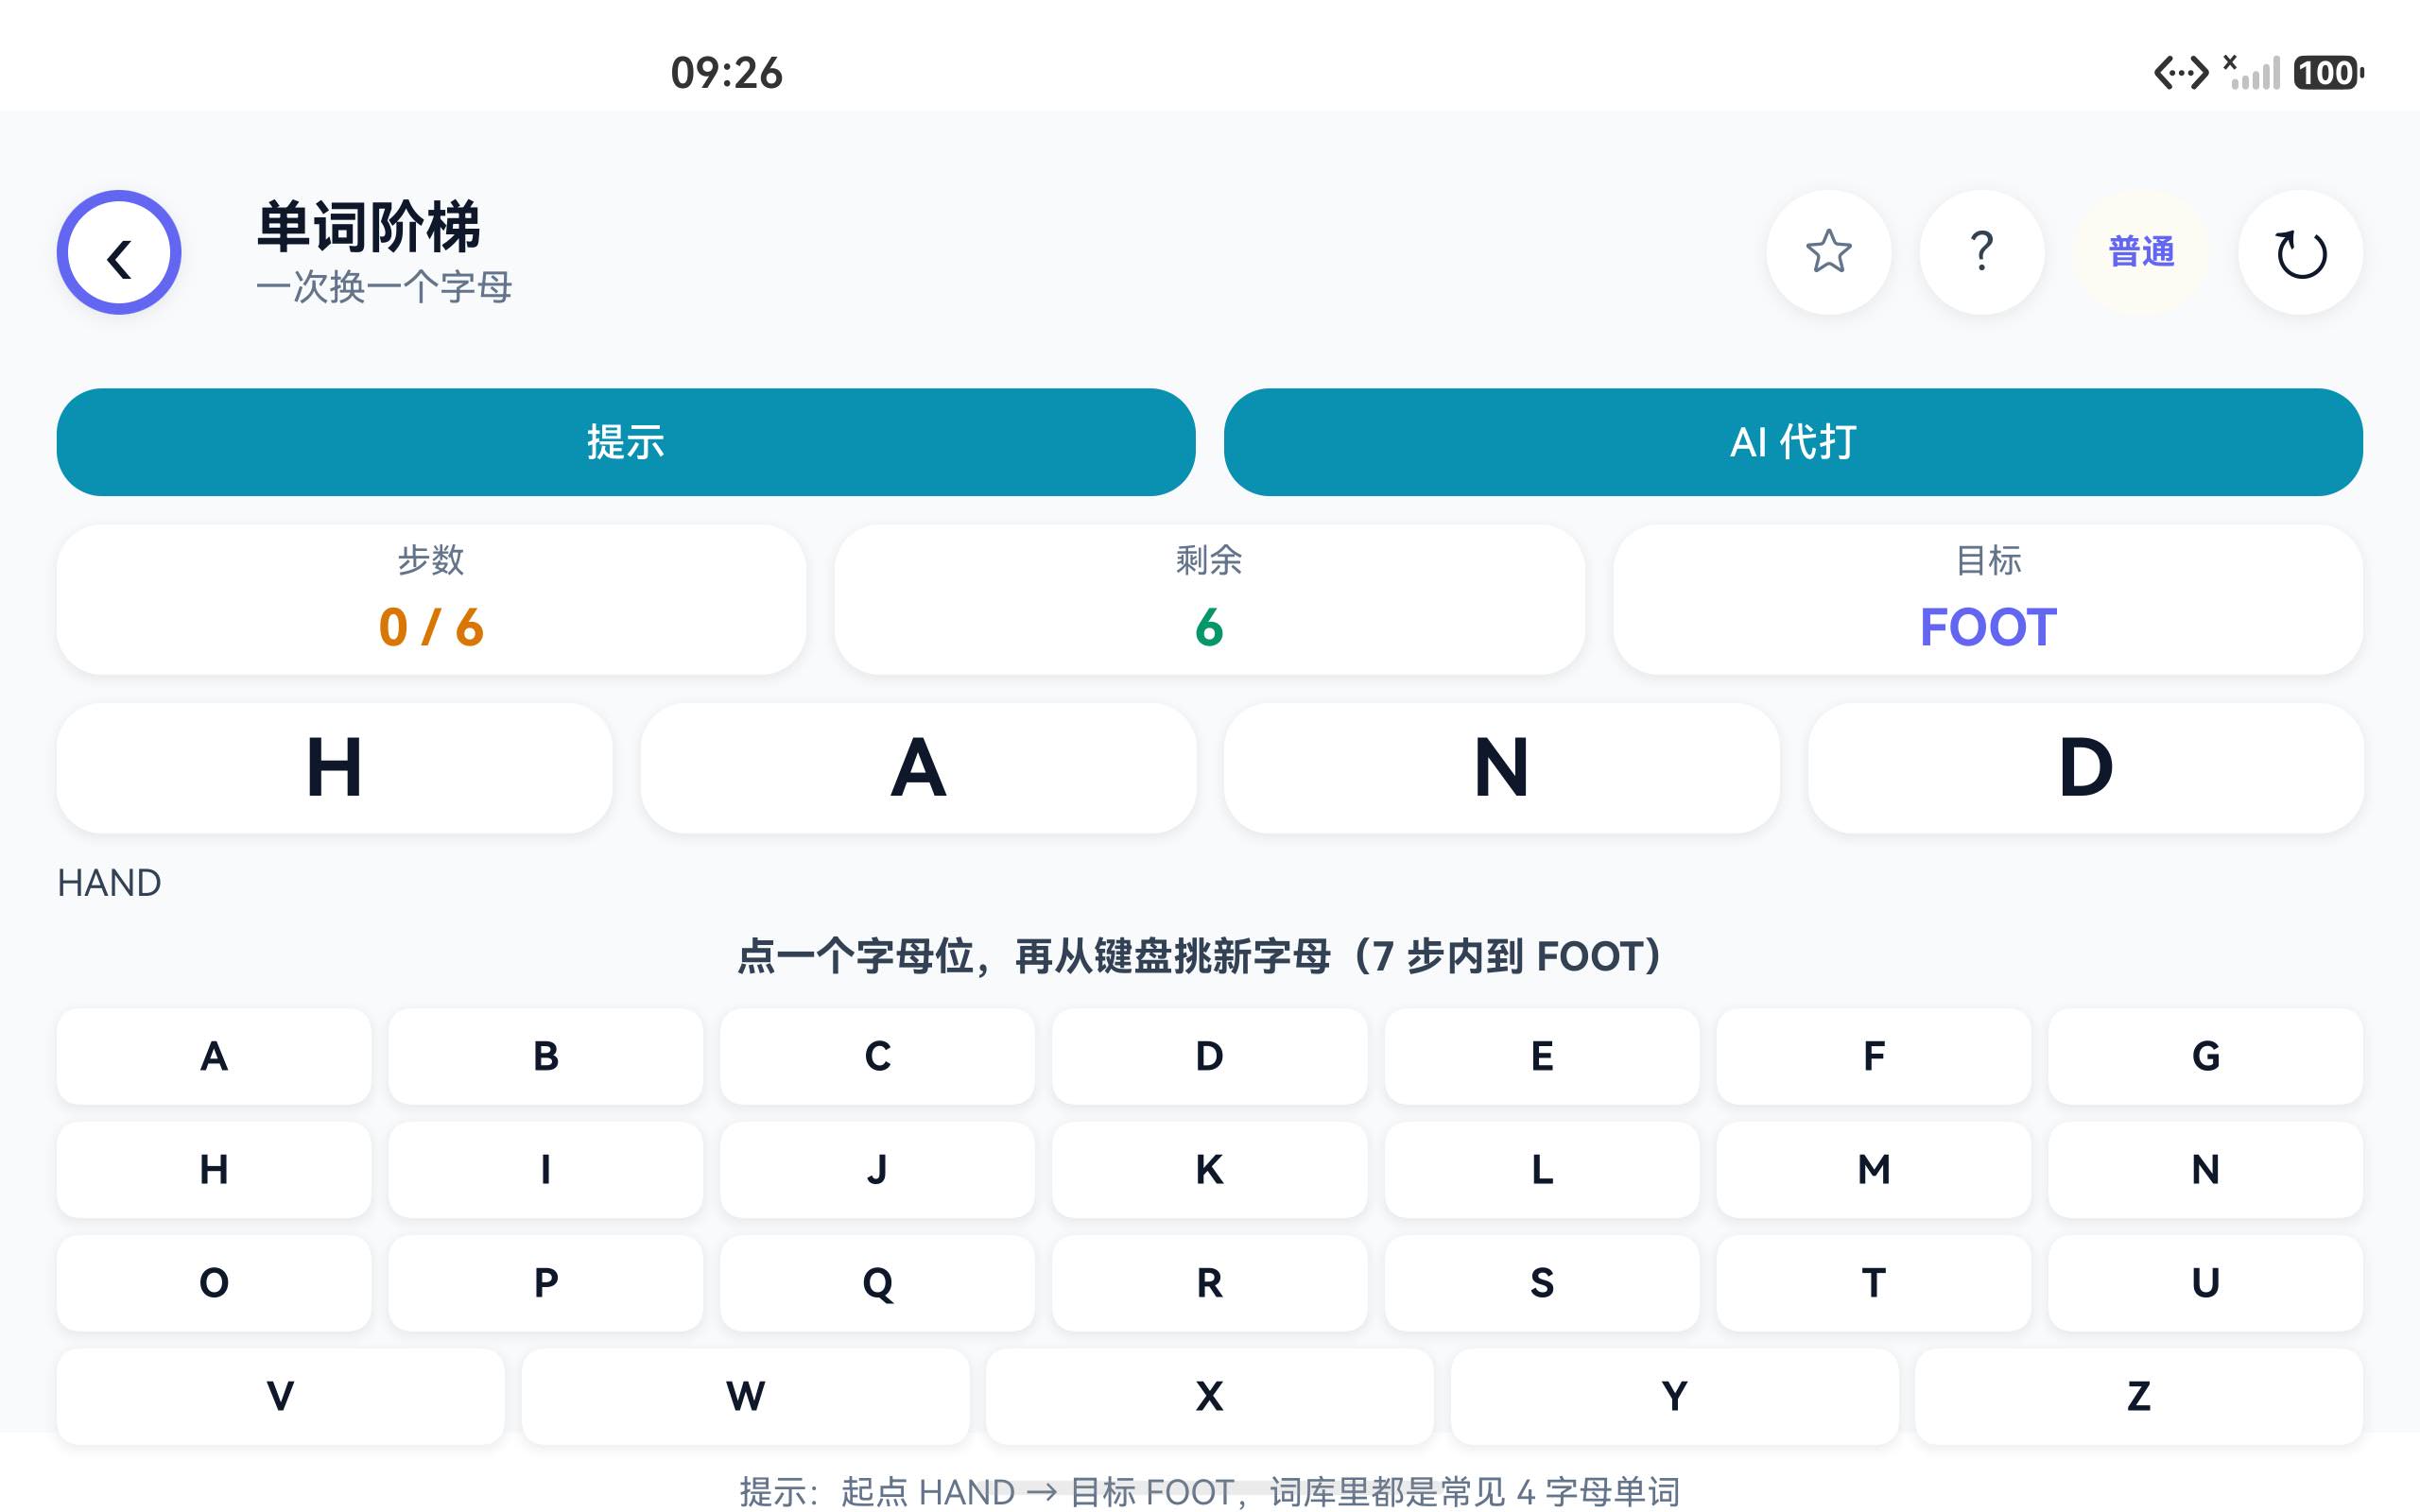 09:26
100
单词阶梯
一次换一个字母
?
普通
提示
AI 代打
步数
0 / 6
剩余
6
目标
FOOT
H A N D
HAND
点一个字母位，再从键盘挑新字母（7 步内到 FOOT）
A B C D E F G
H I J K L M N
O P Q R S T U
V W X Y Z
提示： 起点 HAND → 目标 FOOT，词库里都是常见 4 字母单词